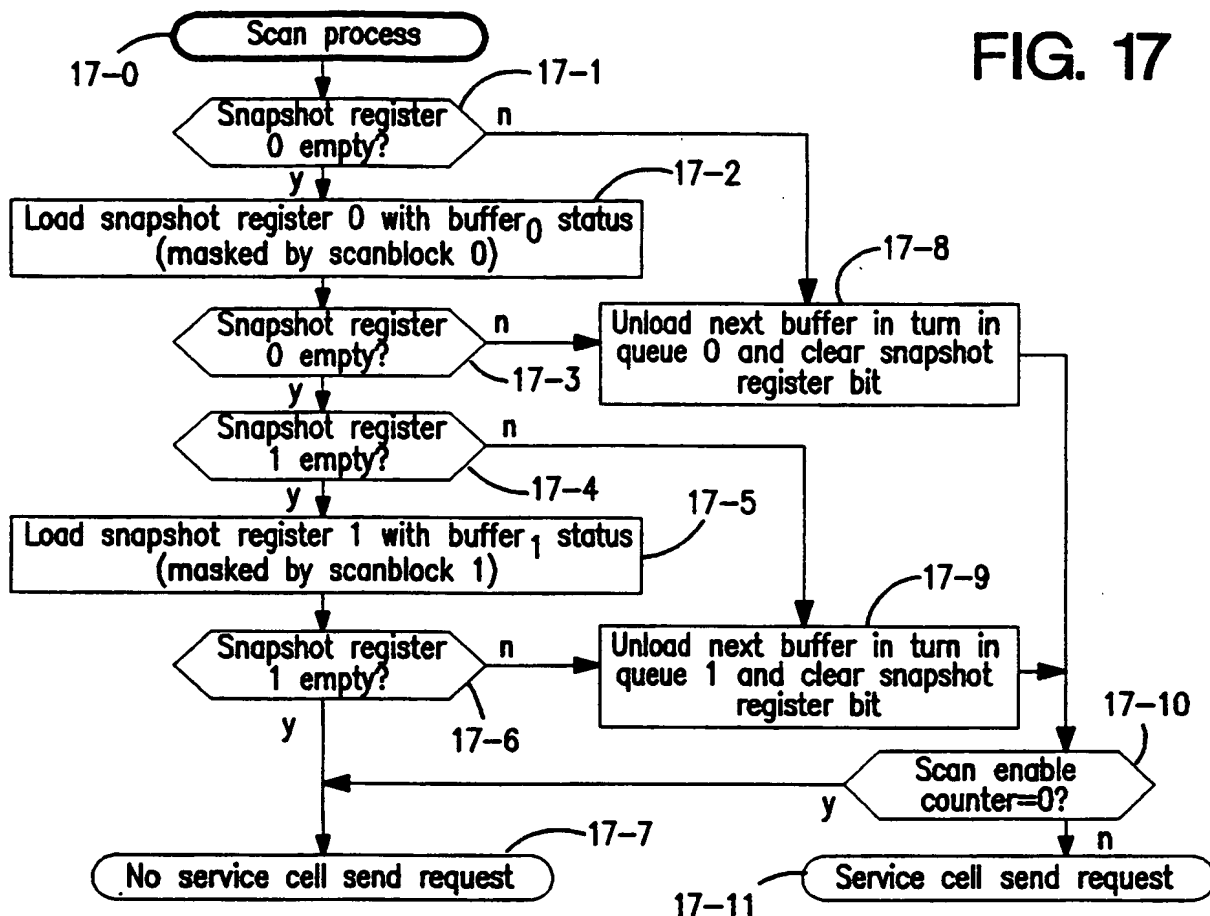 FIG. 17
Scan process
17-0
17-1
Snapshot register
0 empty?
n
y
17-2
Load snapshot register 0 with buffer0 status
(masked by scanblock 0)
17-8
Snapshot register
0 empty?
n
y
17-3
Unload next buffer in turn in
queue 0 and clear snapshot
register bit
Snapshot register
1 empty?
n
y
17-4
17-5
Load snapshot register 1 with buffer1 status
(masked by scanblock 1)
17-9
Snapshot register
1 empty?
n
y
17-6
Unload next buffer in turn in
queue 1 and clear snapshot
register bit
17-10
Scan enable
counter=0?
y
n
17-7
No service cell send request
Service cell send request
17-11